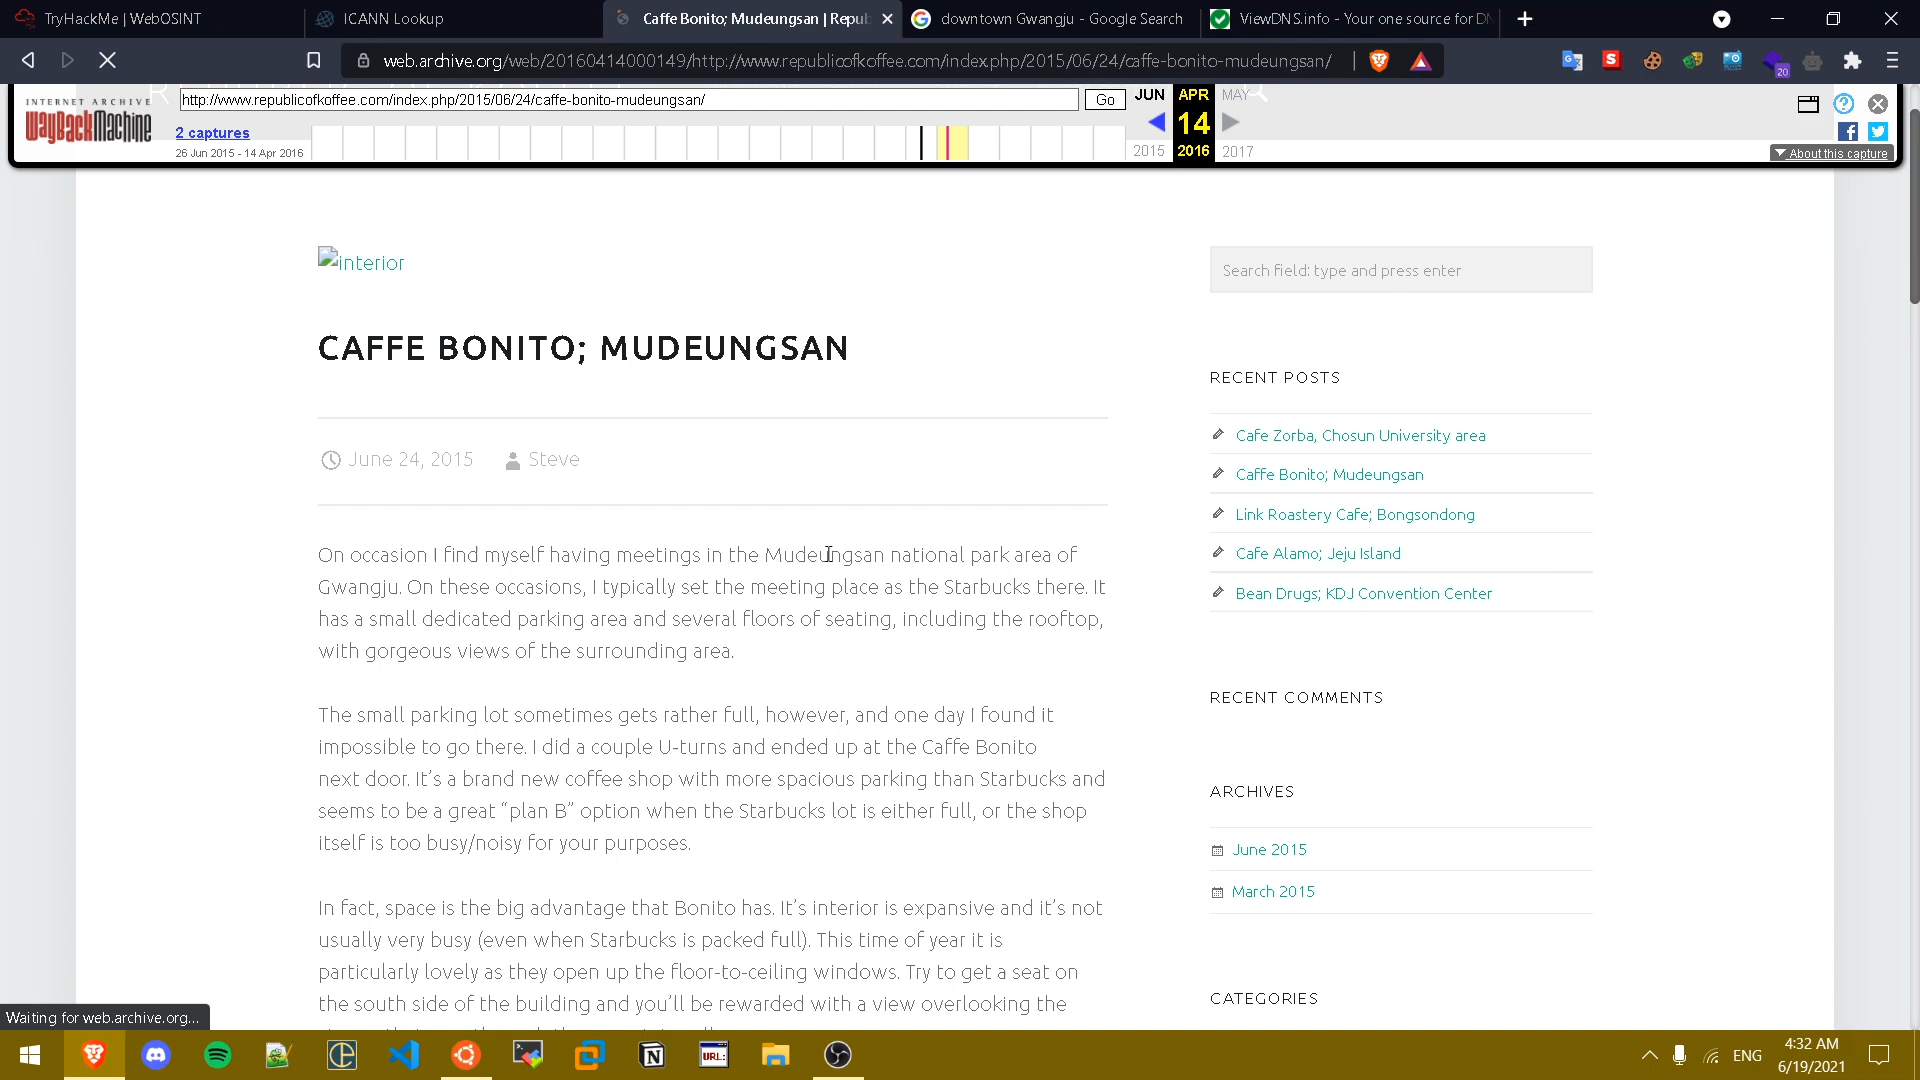 TryHackMe | WebOSINT
ICANN Lookup
Caffe Bonito; Mudeungsan | Repub
downtown Gwangju - Google Search
ViewDNS.info - Your one source for DN
web.archive.org/web/20160414000149/http://www.republicofkoffee.com/index.php/2015/06/24/caffe-bonito-mudeungsan/
20
INTERNET ARCHIVE
WayBackMachine
http://www.republicofkoffee.com/index.php/2015/06/24/caffe-bonito-mudeungsan/
Go
JUN
APR
MAY
2 captures
14
26 Jun 2015 - 14 Apr 2016
2015
2016
2017
About this capture
interior
Search field: type and press enter
CAFFE BONITO; MUDEUNGSAN
June 24, 2015
Steve
On occasion I find myself having meetings in the Mudeungsan national park area of
Gwangju. On these occasions, I typically set the meeting place as the Starbucks there. It
has a small dedicated parking area and several floors of seating, including the rooftop,
with gorgeous views of the surrounding area.
The small parking lot sometimes gets rather full, however, and one day I found it
impossible to go there. I did a couple U-turns and ended up at the Caffe Bonito
next door. It’s a brand new coffee shop with more spacious parking than Starbucks and
seems to be a great “plan B” option when the Starbucks lot is either full, or the shop
itself is too busy/noisy for your purposes.
In fact, space is the big advantage that Bonito has. It’s interior is expansive and it’s not
usually very busy (even when Starbucks is packed full). This time of year it is
particularly lovely as they open up the floor-to-ceiling windows. Try to get a seat on
the south side of the building and you’ll be rewarded with a view overlooking the
RECENT POSTS
Cafe Zorba, Chosun University area
Caffe Bonito; Mudeungsan
Link Roastery Cafe; Bongsondong
Cafe Alamo; Jeju Island
Bean Drugs; KDJ Convention Center
RECENT COMMENTS
ARCHIVES
June 2015
March 2015
CATEGORIES
Waiting for web.archive.org...
URL:
ENG
4:32 AM
6/19/2021